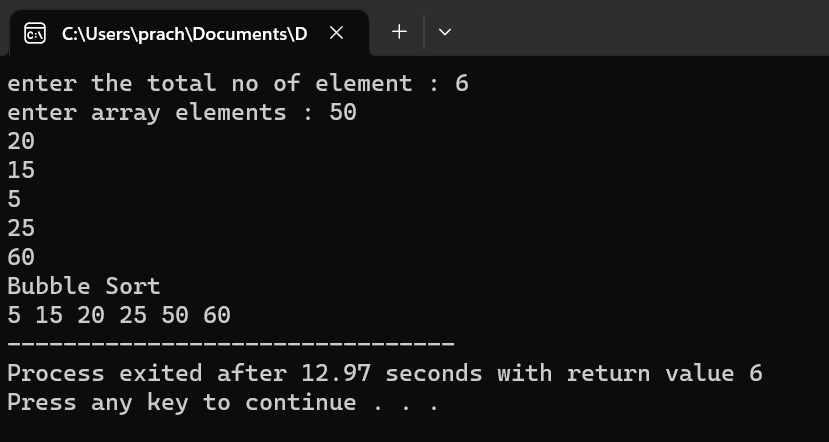 C:\Users\prach\Documents\D
enter the total no of element : 6
enter array elements : 50
20
15
5
25
60
Bubble Sort
5 15 20 25 50 60
--------------------------------
Process exited after 12.97 seconds with return value 6
Press any key to continue . . .